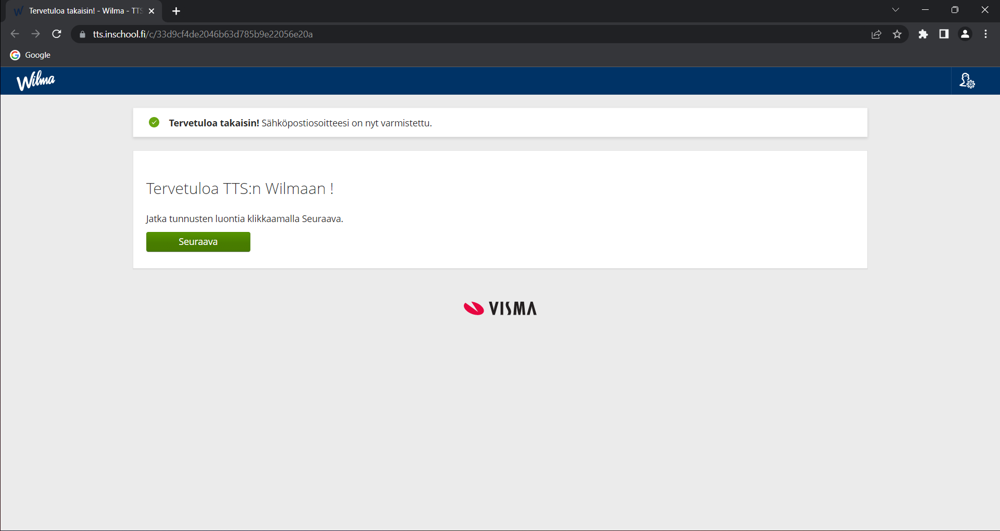 Tervetuloa takaisin! - Wilma - TTS
tts.inschool.fi/c/33d9cf4de2046b63d785b9e22056e20a
Google
Wilma
Tervetuloa takaisin! Sähköpostiosoitteesi on nyt varmistettu.
Tervetuloa TTS:n Wilmaan !
Jatka tunnusten luontia klikkaamalla Seuraava.
Seuraava
VISMA